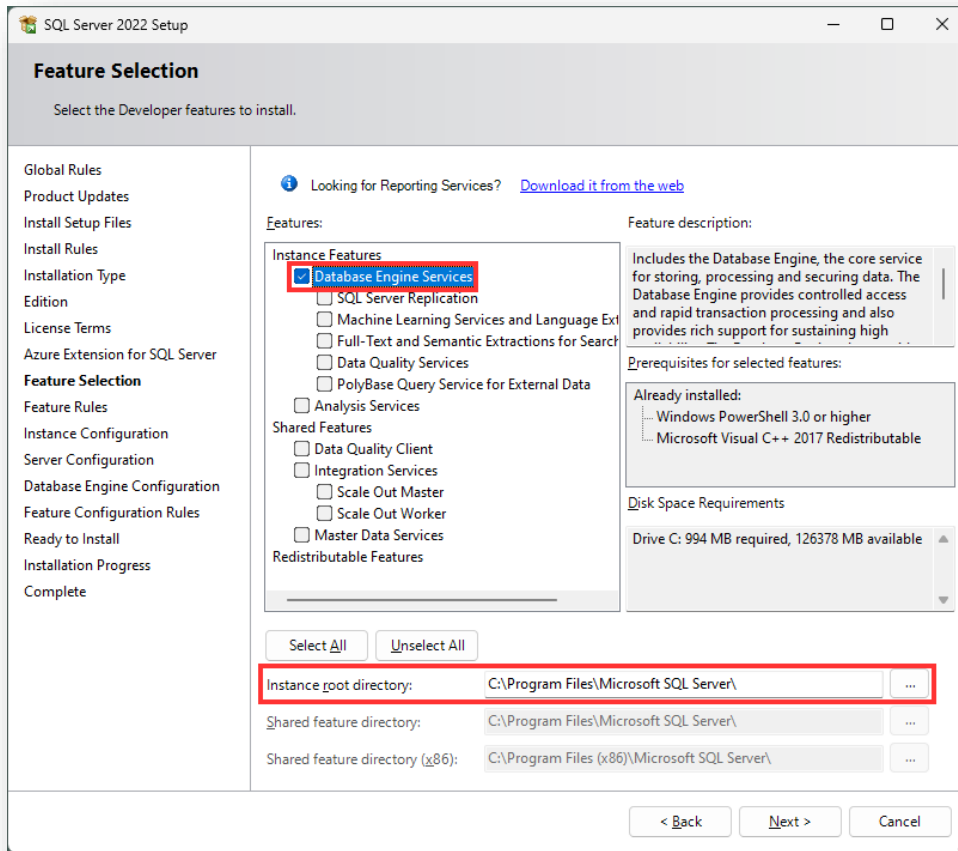 SQL Server 2022 Setup
Feature Selection
Select the Developer features to install.
Global Rules
Product Updates
Install Setup Files
Install Rules
Installation Type
Edition
License Terms
Azure Extension for SQL Server
Feature Selection
Feature Rules
Instance Configuration
Server Configuration
Database Engine Configuration
Feature Configuration Rules
Ready to Install
Installation Progress
Complete
Looking for Reporting Services? Download it from the web
Features:
Instance Features
Database Engine Services
SQL Server Replication
Machine Learning Services and Language Ext
Full-Text and Semantic Extractions for Search
Data Quality Services
PolyBase Query Service for External Data
Analysis Services
Shared Features
Data Quality Client
Integration Services
Scale Out Master
Scale Out Worker
Master Data Services
Redistributable Features
Feature description:
Includes the Database Engine, the core service
for storing, processing and securing data. The
Database Engine provides controlled access
and rapid transaction processing and also
provides rich support for sustaining high
Prerequisites for selected features:
Already installed:
Windows PowerShell 3.0 or higher
Microsoft Visual C++ 2017 Redistributable
Disk Space Requirements
Drive C: 994 MB required, 126378 MB available
Select All
Unselect All
Instance root directory: C:\Program Files\Microsoft SQL Server\ ...
Shared feature directory: C:\Program Files\Microsoft SQL Server\ ...
Shared feature directory (x86): C:\Program Files (x86)\Microsoft SQL Server\ ...
< Back
Next >
Cancel